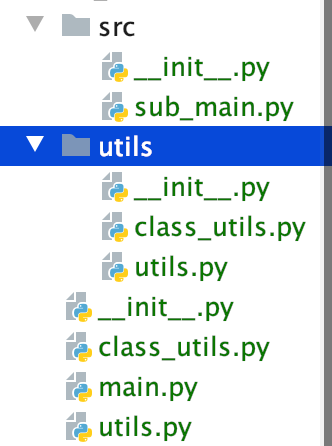 src
__init__.py
sub_main.py
utils
__init__.py
class_utils.py
utils.py
__init__.py
class_utils.py
main.py
utils.py